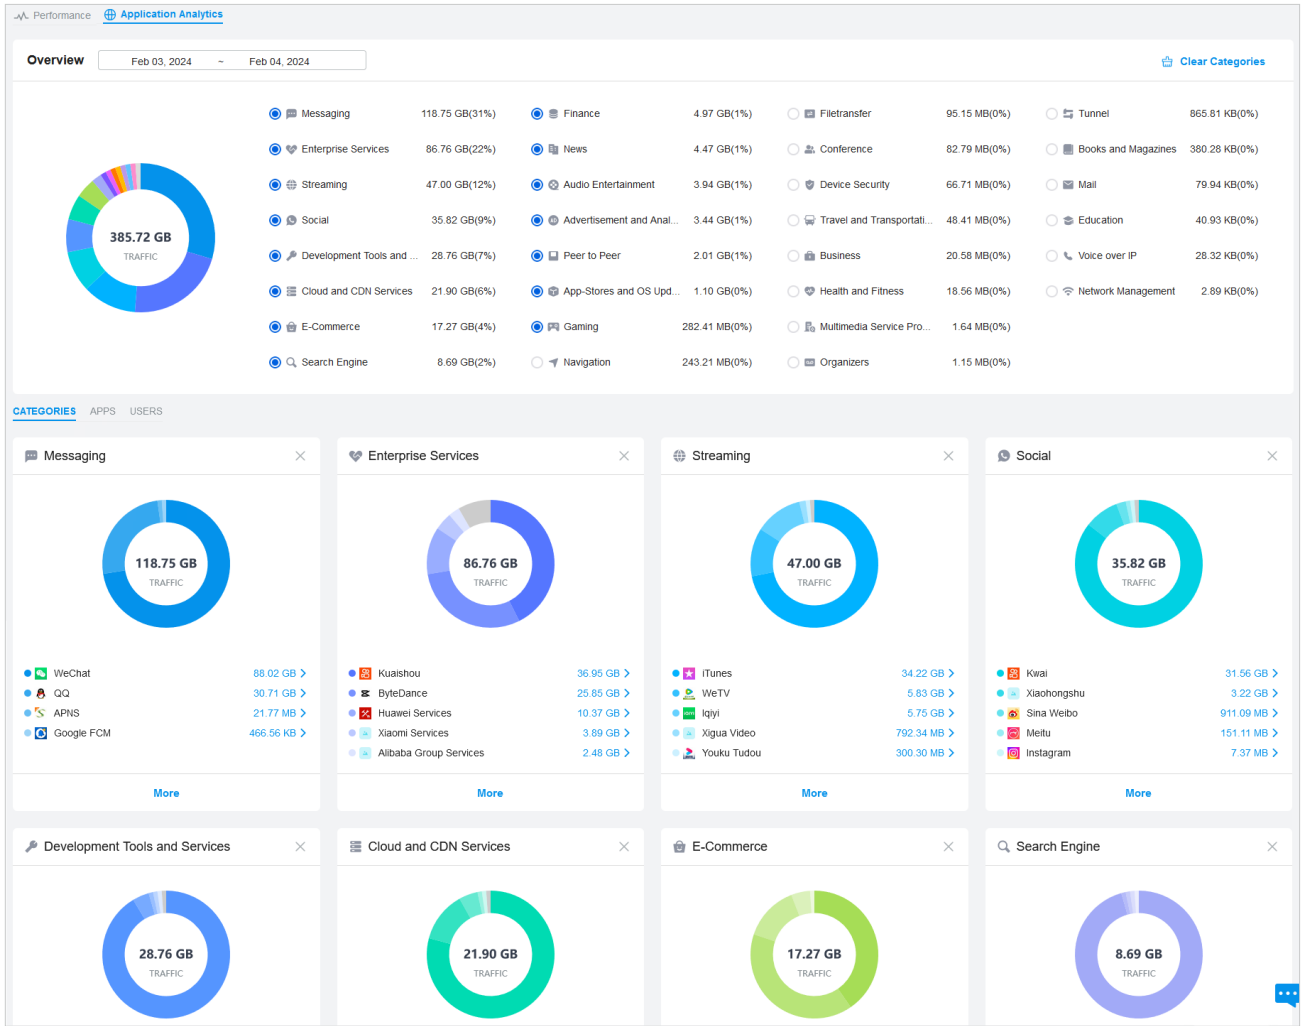 Performance
Application Analytics
Overview
Feb 03, 2024 ~ Feb 04, 2024
Clear Categories
385.72 GB
TRAFFIC
Messaging 118.75 GB(31%)
Enterprise Services 86.76 GB(22%)
Streaming 47.00 GB(12%)
Social 35.82 GB(9%)
Development Tools and ... 28.76 GB(7%)
Cloud and CDN Services 21.90 GB(6%)
E-Commerce 17.27 GB(4%)
Search Engine 8.69 GB(2%)
Finance 4.97 GB(1%)
News 4.47 GB(1%)
Audio Entertainment 3.94 GB(1%)
Advertisement and Anal... 3.44 GB(1%)
Peer to Peer 2.01 GB(1%)
App-Stores and OS Upd... 1.10 GB(0%)
Gaming 282.41 MB(0%)
Navigation 243.21 MB(0%)
Filetransfer 95.15 MB(0%)
Conference 82.79 MB(0%)
Device Security 66.71 MB(0%)
Travel and Transportati... 48.41 MB(0%)
Business 20.58 MB(0%)
Health and Fitness 18.56 MB(0%)
Multimedia Service Pro... 1.64 MB(0%)
Organizers 1.15 MB(0%)
Tunnel 865.81 KB(0%)
Books and Magazines 380.28 KB(0%)
Mail 79.94 KB(0%)
Education 40.93 KB(0%)
Voice over IP 28.32 KB(0%)
Network Management 2.89 KB(0%)
CATEGORIES APPS USERS
Messaging
118.75 GB
TRAFFIC
WeChat 88.02 GB
QQ 30.71 GB
APNS 21.77 MB
Google FCM 466.56 KB
More
Enterprise Services
86.76 GB
TRAFFIC
Kuaishou 36.95 GB
ByteDance 25.85 GB
Huawei Services 10.37 GB
Xiaomi Services 3.89 GB
Alibaba Group Services 2.48 GB
More
Streaming
47.00 GB
TRAFFIC
iTunes 34.22 GB
WeTV 5.83 GB
Iqiyi 5.75 GB
Xigua Video 792.34 MB
Youku Tudou 300.30 MB
More
Social
35.82 GB
TRAFFIC
Kwai 31.56 GB
Xiaohongshu 3.22 GB
Sina Weibo 911.09 MB
Meitu 151.11 MB
Instagram 7.37 MB
More
Development Tools and Services
28.76 GB
TRAFFIC
Cloud and CDN Services
21.90 GB
TRAFFIC
E-Commerce
17.27 GB
TRAFFIC
Search Engine
8.69 GB
TRAFFIC